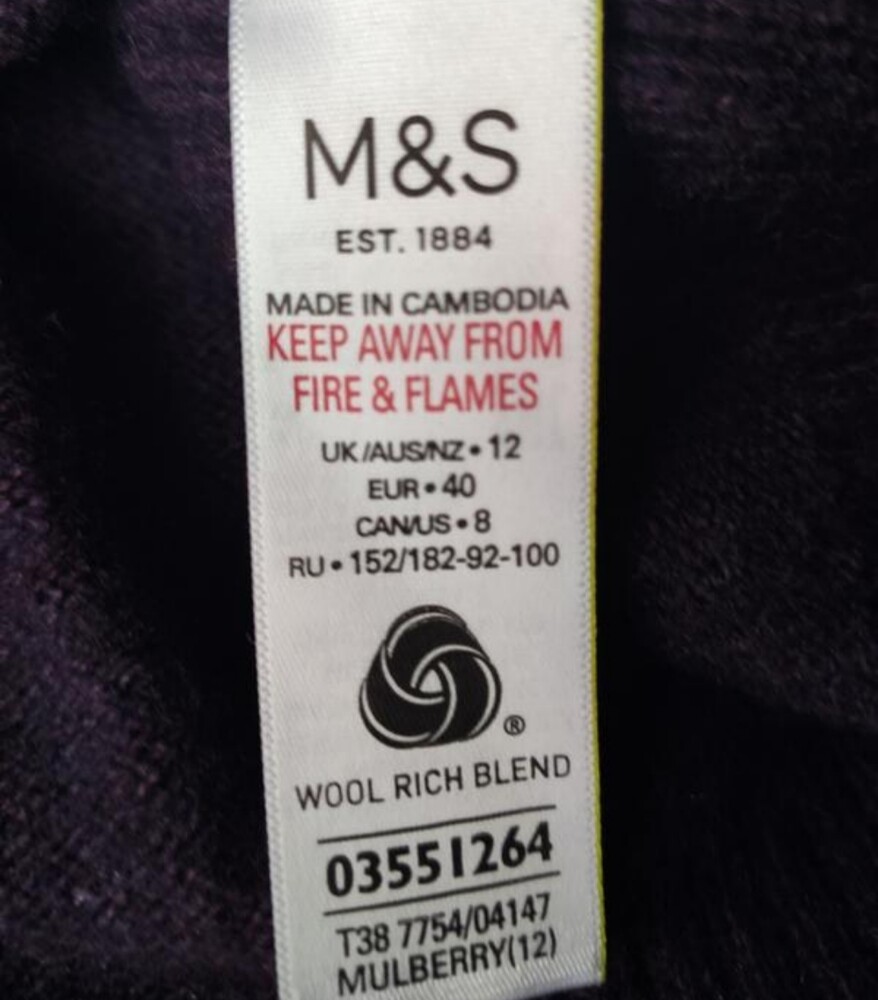 M&S
EST. 1884
MADE IN CAMBODIA
KEEP AWAY FROM
FIRE & FLAMES
UK/AUS/NZ • 12
EUR • 40
CAN/US • 8
RU • 152/182-92-100
®
WOOL RICH BLEND
03551264
T38 7754/04147
MULBERRY(12)